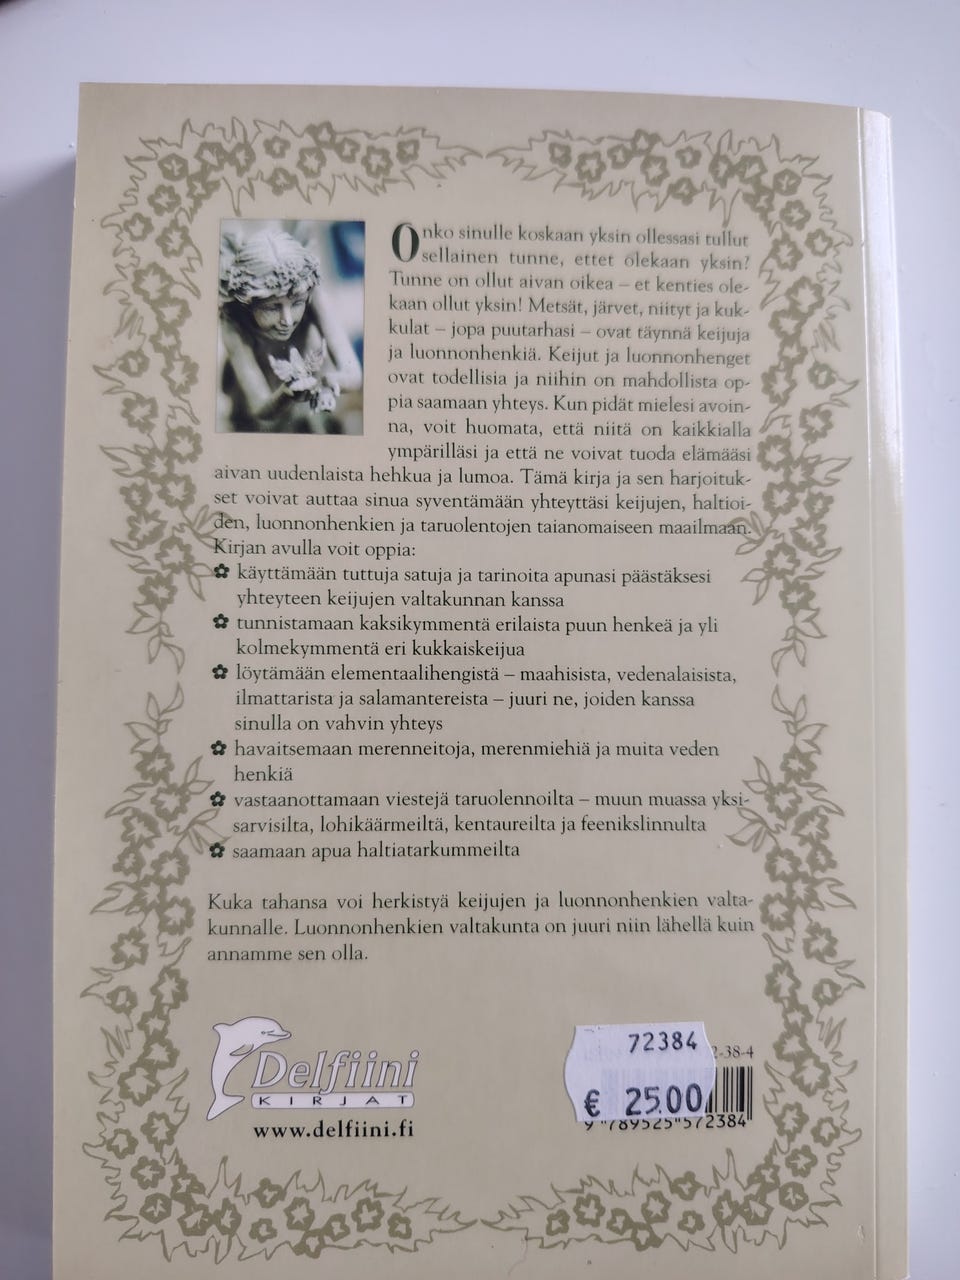 Onko sinulle koskaan yksin ollessasi tullut
sellainen tunne, ettet olekaan yksin?
Tunne on ollut aivan oikea – et kenties ole-
kaan ollut yksin! Metsät, järvet, niityt ja kuk-
kulat – jopa puutarhasi – ovat täynnä keijuja
ja luonnonhenkiä. Keijut ja luonnonhenget
ovat todellisia ja niihin on mahdollista op-
pia saamaan yhteys. Kun pidät mielesi avoin-
na, voit huomata, että niitä on kaikkialla
ympärilläsi ja että ne voivat tuoda elämääsi
aivan uudenlaista hehkua ja lumoa. Tämä kirja ja sen harjoituk-
set voivat auttaa sinua syventämään yhteyttäsi keijujen, haltioi-
den, luonnonhenkien ja taruolentojen taianomaiseen maailmaan.
Kirjan avulla voit oppia:
✿ käyttämään tuttuja satuja ja tarinoita apunasi päästäksesi
yhteyteen keijujen valtakunnan kanssa
✿ tunnistamaan kaksikymmentä erilaista puun henkeä ja yli
kolmekymmentä eri kukkaiskeijua
✿ löytämään elementaalihengistä – maahisista, vedenalaisista,
ilmattarista ja salamantereista – juuri ne, joiden kanssa
sinulla on vahvin yhteys
✿ havaitsemaan merenneitoja, merenmiehiä ja muita veden
henkiä
✿ vastaanottamaan viestejä taruolennoilta – muun muassa yksi-
sarvisilta, lohikäärmeiltä, kentaureilta ja feenikslinnulta
✿ saamaan apua haltiatarkummeilta
Kuka tahansa voi herkistyä keijujen ja luonnonhenkien valta-
kunnalle. Luonnonhenkien valtakunta on juuri niin lähellä kuin
annamme sen olla.
Delfiini
KIRJAT
www.delfiini.fi
72384
2-38-4
€ 25.00
9 789525 572384